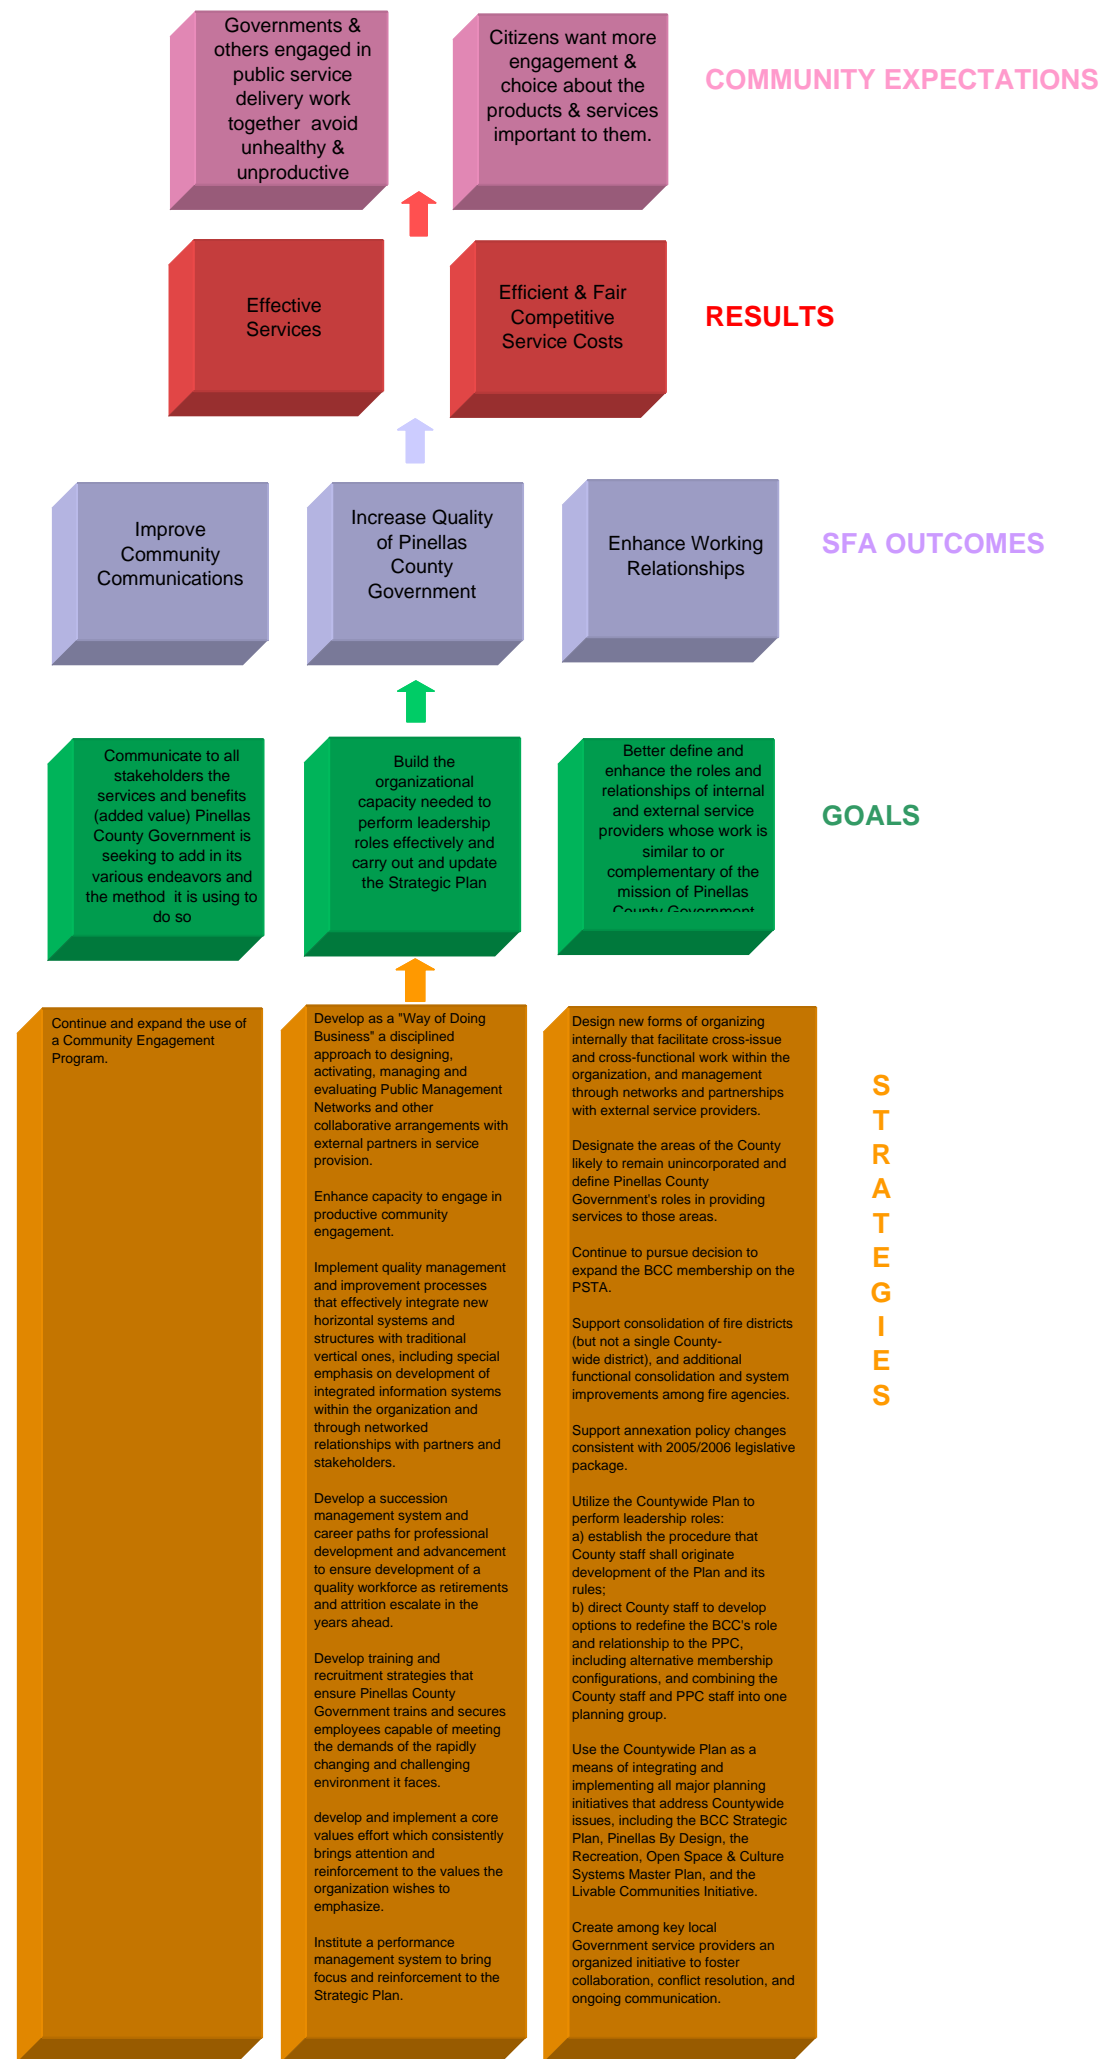 Governments &
others engaged in
public service
delivery work
together  avoid
unhealthy &
unproductive
Citizens want more
engagement &
choice about the
products & services
important to them.
COMMUNITY EXPECTATIONS
Effective
Services
Efficient & Fair
Competitive
Service Costs
RESULTS
Improve
Community
Communications
Increase Quality
of Pinellas
County
Government
Enhance Working
Relationships
SFA OUTCOMES
Communicate to all
stakeholders the
services and benefits
(added value) Pinellas
County Government is
seeking to add in its
various endeavors and
the method  it is using to
do so
Build the
organizational
capacity needed to
perform leadership
roles effectively and
carry out and update
the Strategic Plan
Better define and
enhance the roles and
relationships of internal
and external service
providers whose work is
similar to or
complementary of the
mission of Pinellas
County Government
GOALS
Continue and expand the use of
a Community Engagement
Program.
Develop as a "Way of Doing
Business" a disciplined
approach to designing,
activating, managing and
evaluating Public Management
Networks and other
collaborative arrangements with
external partners in service
provision.
Enhance capacity to engage in
productive community
engagement.
Implement quality management
and improvement processes
that effectively integrate new
horizontal systems and
structures with traditional
vertical ones, including special
emphasis on development of
integrated information systems
within the organization and
through networked
relationships with partners and
stakeholders.
Develop a succession
management system and
career paths for professional
development and advancement
to ensure development of a
quality workforce as retirements
and attrition escalate in the
years ahead.
Develop training and
recruitment strategies that
ensure Pinellas County
Government trains and secures
employees capable of meeting
the demands of the rapidly
changing and challenging
environment it faces.
develop and implement a core
values effort which consistently
brings attention and
reinforcement to the values the
organization wishes to
emphasize.
Institute a performance
management system to bring
focus and reinforcement to the
Strategic Plan.
Design new forms of organizing
internally that facilitate cross-issue
and cross-functional work within the
organization, and management
through networks and partnerships
with external service providers.
Designate the areas of the County
likely to remain unincorporated and
define Pinellas County
Government's roles in providing
services to those areas.
Continue to pursue decision to
expand the BCC membership on the
PSTA.
Support consolidation of fire districts
(but not a single County-
wide district), and additional
functional consolidation and system
improvements among fire agencies.
Support annexation policy changes
consistent with 2005/2006 legislative
package.
Utilize the Countywide Plan to
perform leadership roles:
a) establish the procedure that
County staff shall originate
development of the Plan and its
rules;
b) direct County staff to develop
options to redefine the BCC's role
and relationship to the PPC,
including alternative membership
configurations, and combining the
County staff and PPC staff into one
planning group.
Use the Countywide Plan as a
means of integrating and
implementing all major planning
initiatives that address Countywide
issues, including the BCC Strategic
Plan, Pinellas By Design, the
Recreation, Open Space & Culture
Systems Master Plan, and the
Livable Communities Initiative.
Create among key local
Government service providers an
organized initiative to foster
collaboration, conflict resolution, and
ongoing communication.
S
T
R
A
T
E
G
I
E
S